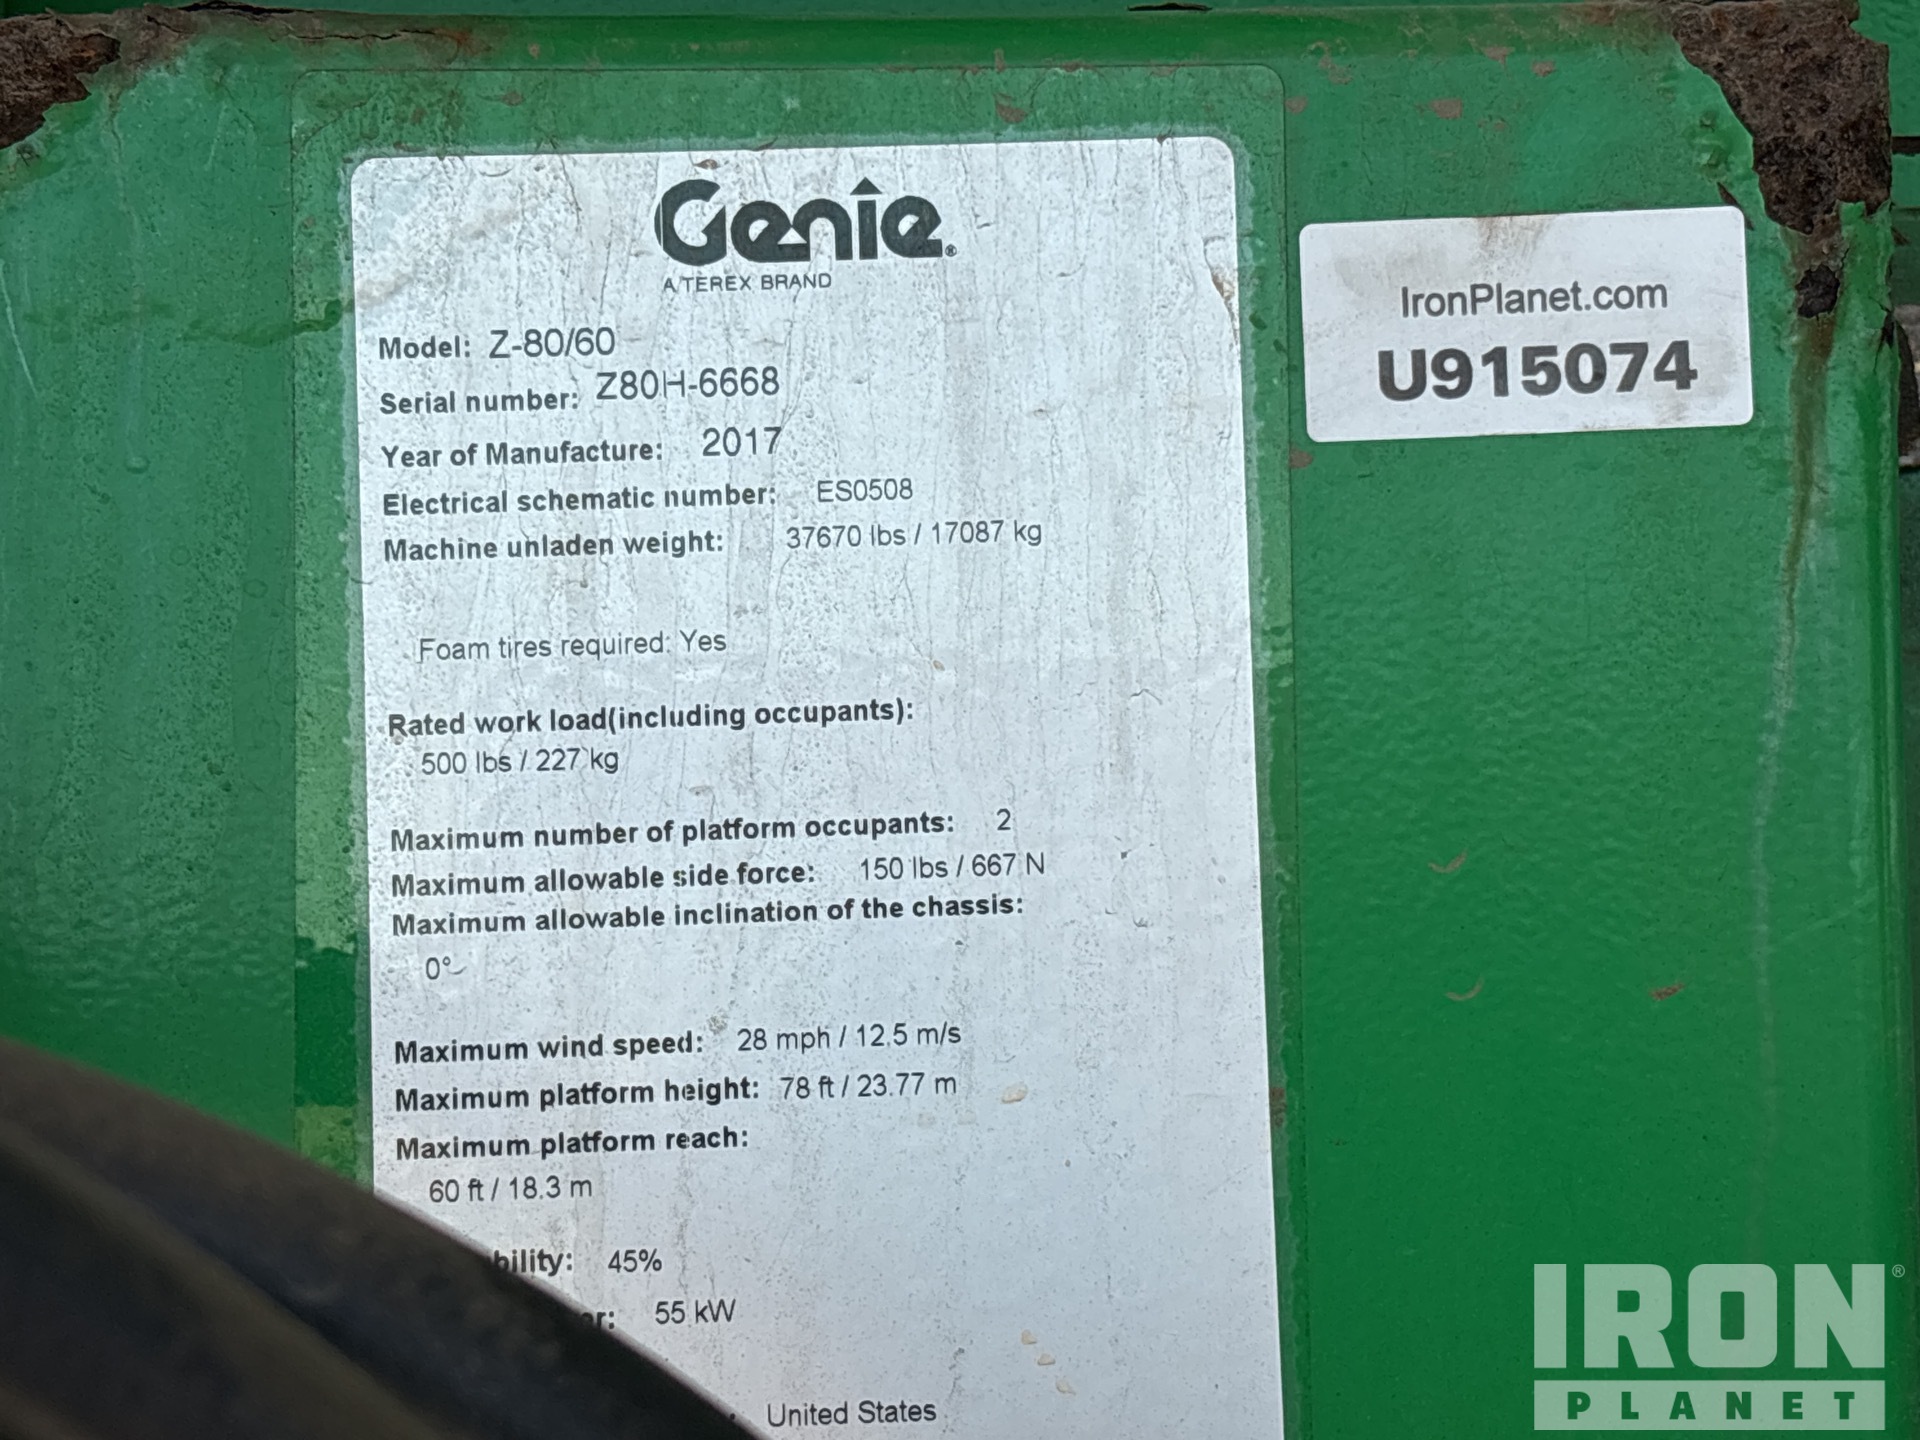 Genie®
A TEREX BRAND
Model: Z-80/60
Serial number: Z80H-6668
Year of Manufacture: 2017
Electrical schematic number: ES0508
Machine unladen weight: 37670 lbs / 17087 kg
Foam tires required: Yes
Rated work load(including occupants):
500 lbs / 227 kg
Maximum number of platform occupants: 2
Maximum allowable side force: 150 lbs / 667 N
Maximum allowable inclination of the chassis:
0°
Maximum wind speed: 28 mph / 12.5 m/s
Maximum platform height: 78 ft / 23.77 m
Maximum platform reach:
60 ft / 18.3 m
45%
55 kW
United States
IronPlanet.com
U915074
IRON®
PLANET